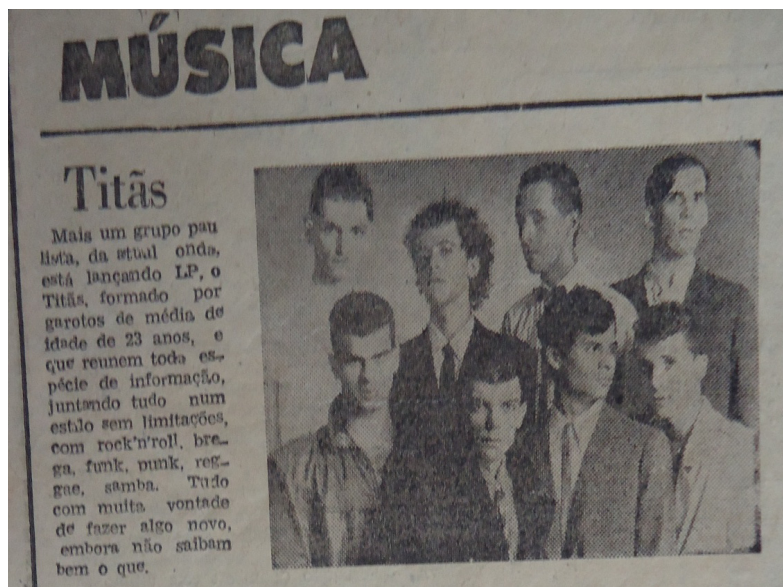 MÚSICA
Titãs
Mais um grupo pau
lista, da atual onda,
está lançando LP, o
Titãs, formado por
garotos de média de
idade de 23 anos, e
que reunem toda es-
pécie de informação,
juntando tudo num
estilo sem limitações,
com rock'n'roll, bre-
ga, funk, punk, reg-
gae, samba. Tudo
com muita vontade
de fazer algo novo,
embora não saibam
bem o que.